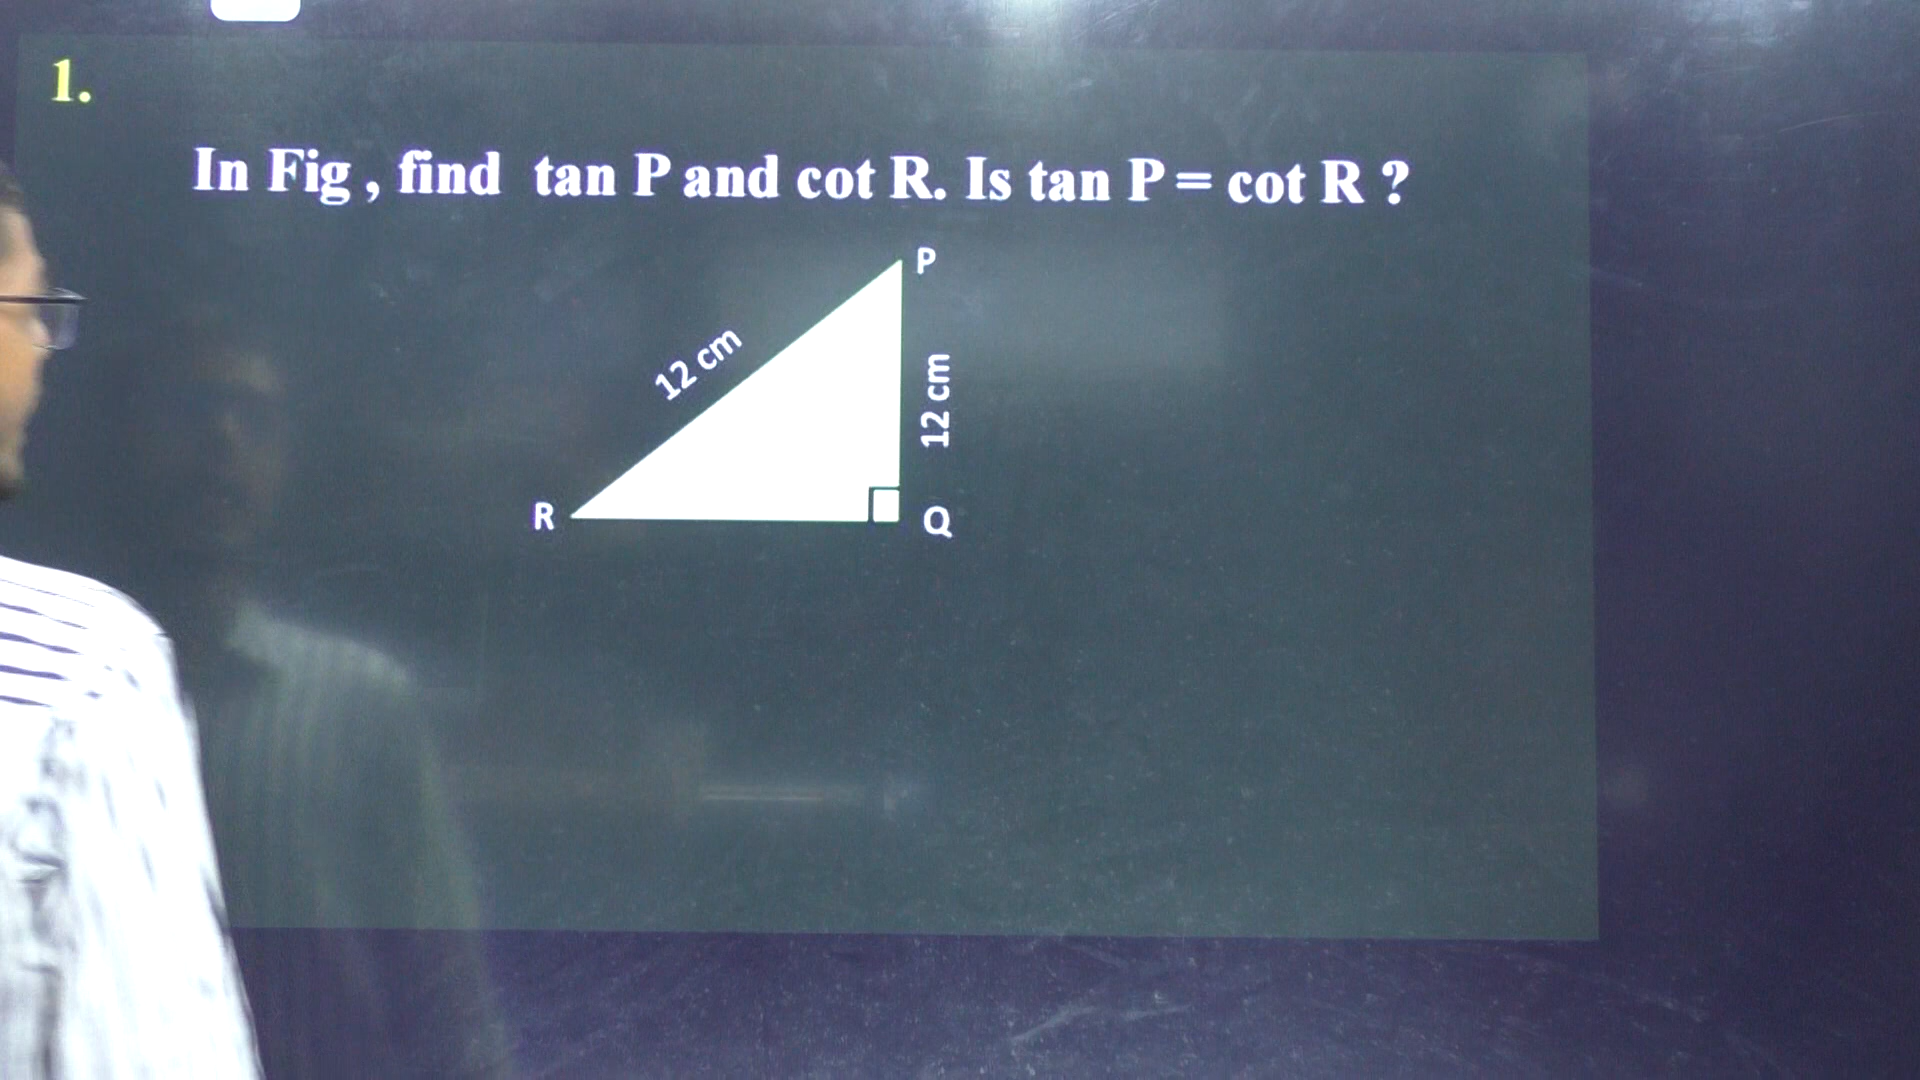 1.
In Fig , find tan P and cot R. Is tan P = cot R ?
P
12 cm
12 cm
R
Q